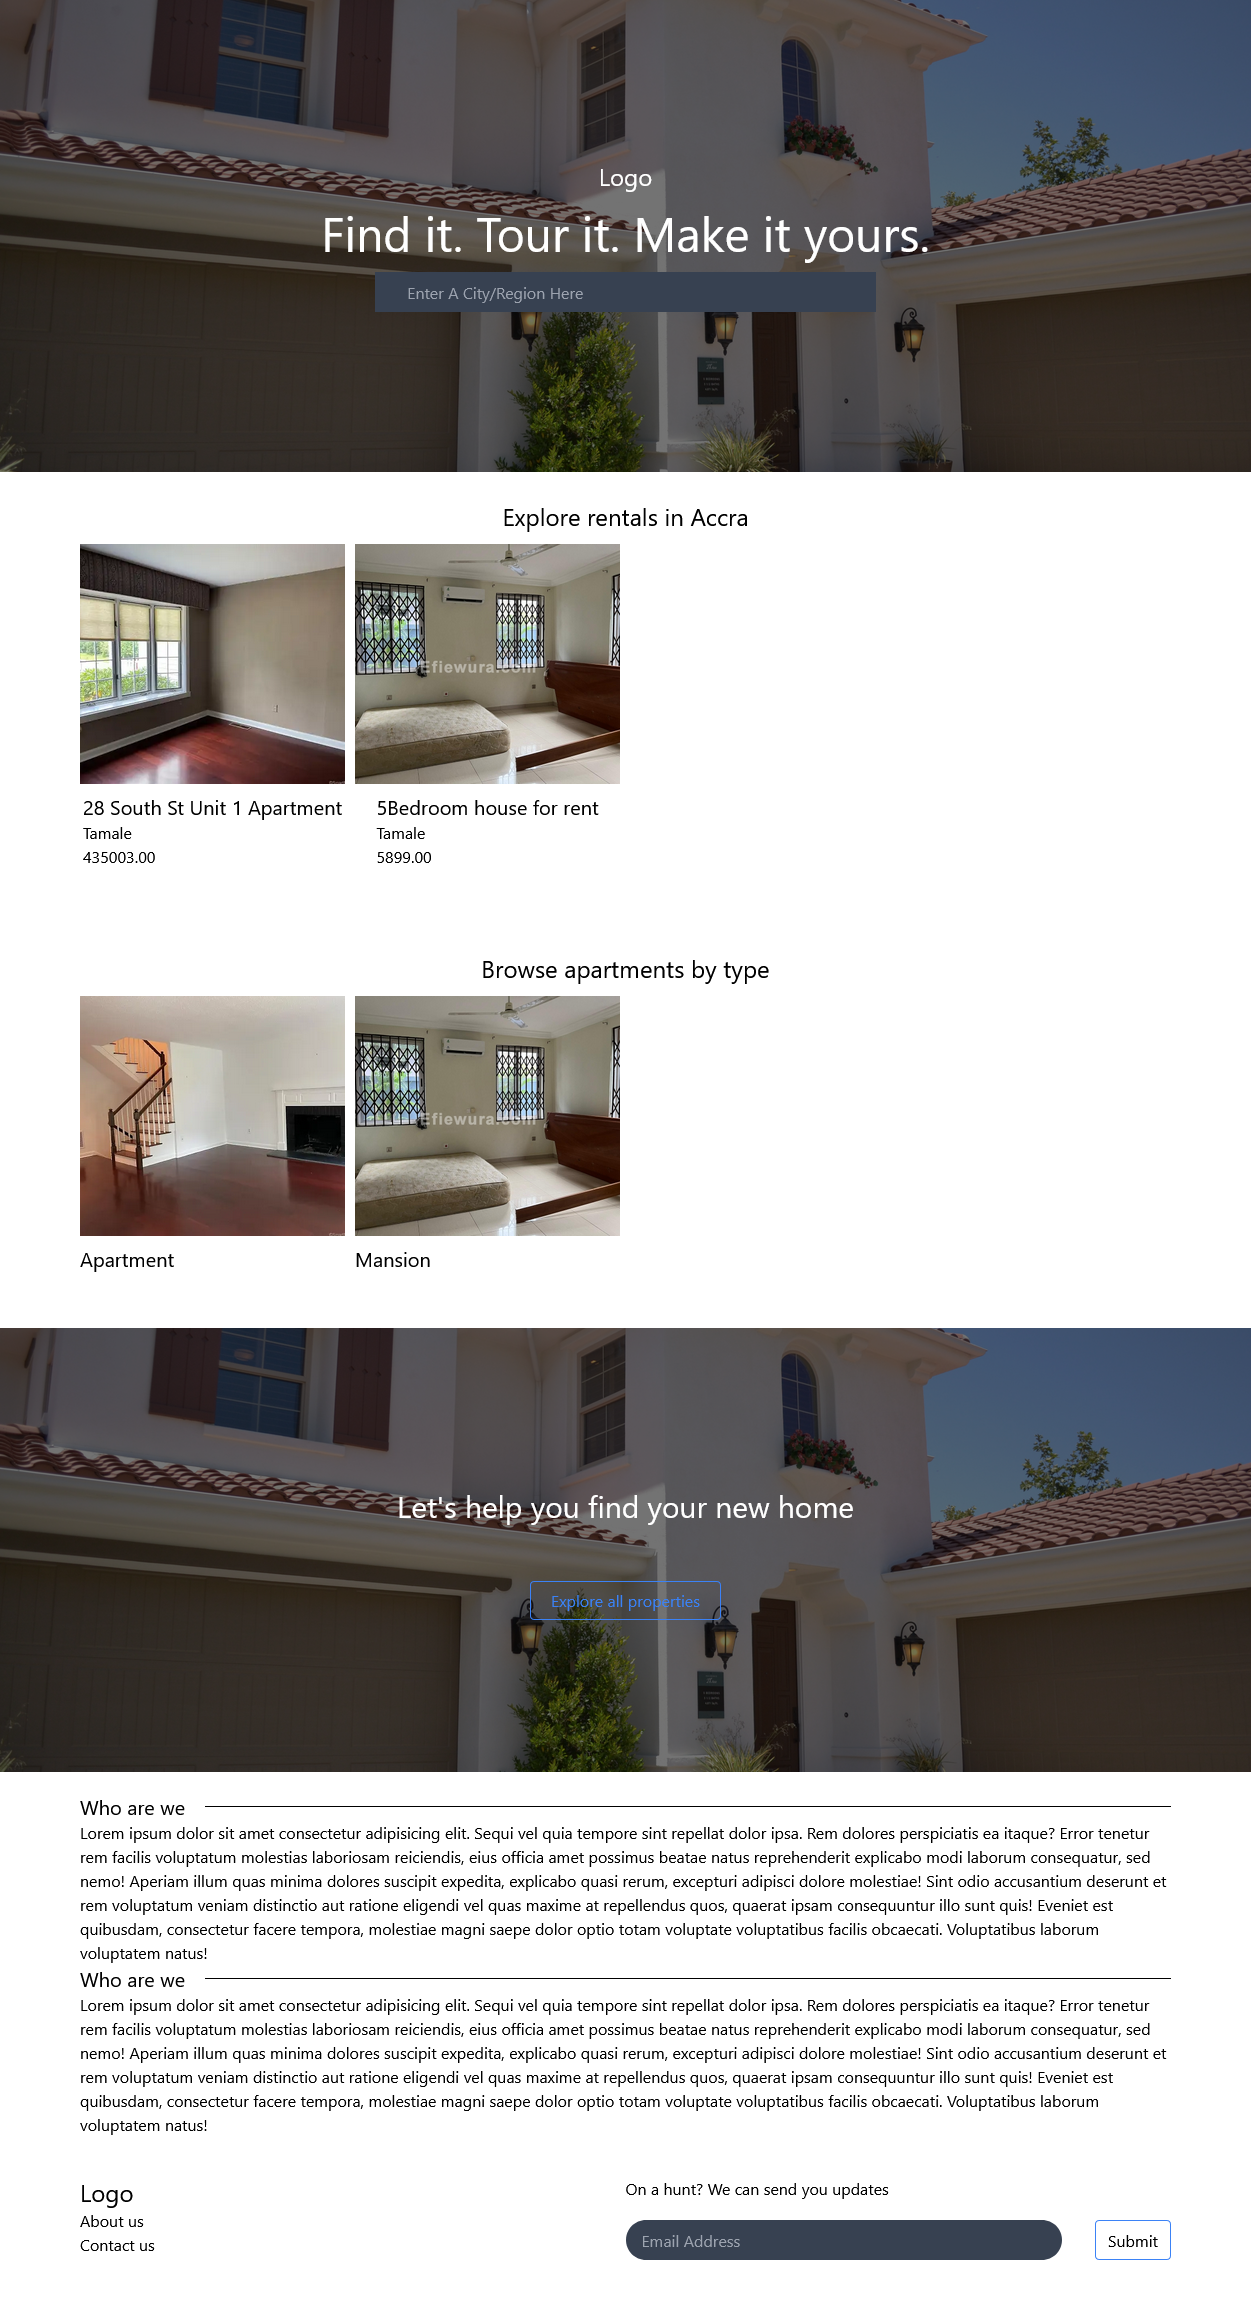 Logo
Find it. Tour it. Make it yours.
Enter A City/Region Here
Explore rentals in Accra
Efiewura.com
28 South St Unit 1 Apartment
Tamale
435003.00
5Bedroom house for rent
Tamale
5899.00
Browse apartments by type
Efiewura.com
Apartment
Mansion
Let's help you find your new home
Explore all properties
Who are we
Lorem ipsum dolor sit amet consectetur adipisicing elit. Sequi vel quia tempore sint repellat dolor ipsa. Rem dolores perspiciatis ea itaque? Error tenetur
rem facilis voluptatum molestias laboriosam reiciendis, eius officia amet possimus beatae natus reprehenderit explicabo modi laborum consequatur, sed
nemo! Aperiam illum quas minima dolores suscipit expedita, explicabo quasi rerum, excepturi adipisci dolore molestiae! Sint odio accusantium deserunt et
rem voluptatum veniam distinctio aut ratione eligendi vel quas maxime at repellendus quos, quaerat ipsam consequuntur illo sunt quis! Eveniet est
quibusdam, consectetur facere tempora, molestiae magni saepe dolor optio totam voluptate voluptatibus facilis obcaecati. Voluptatibus laborum
voluptatem natus!
Who are we
Lorem ipsum dolor sit amet consectetur adipisicing elit. Sequi vel quia tempore sint repellat dolor ipsa. Rem dolores perspiciatis ea itaque? Error tenetur
rem facilis voluptatum molestias laboriosam reiciendis, eius officia amet possimus beatae natus reprehenderit explicabo modi laborum consequatur, sed
nemo! Aperiam illum quas minima dolores suscipit expedita, explicabo quasi rerum, excepturi adipisci dolore molestiae! Sint odio accusantium deserunt et
rem voluptatum veniam distinctio aut ratione eligendi vel quas maxime at repellendus quos, quaerat ipsam consequuntur illo sunt quis! Eveniet est
quibusdam, consectetur facere tempora, molestiae magni saepe dolor optio totam voluptate voluptatibus facilis obcaecati. Voluptatibus laborum
voluptatem natus!
Logo
About us
Contact us
On a hunt? We can send you updates
Email Address
Submit